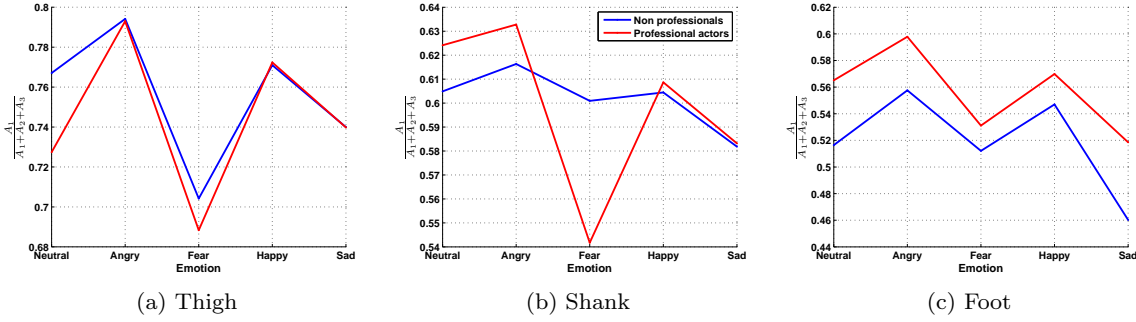 0.8
0.78
0.76
0.74
0.72
0.7
0.68
A₁
A₁+A₂+A₃
Neutral Angry Fear Happy Sad
Emotion
(a) Thigh
0.64
0.63
0.62
0.61
0.6
0.59
0.58
0.57
0.56
0.55
0.54
A₁
A₁+A₂+A₃
Non professionals
Professional actors
Neutral Angry Fear Happy Sad
Emotion
(b) Shank
0.62
0.6
0.58
0.56
0.54
0.52
0.5
0.48
0.46
0.44
A₁
A₁+A₂+A₃
Neutral Angry Fear Happy Sad
Emotion
(c) Foot